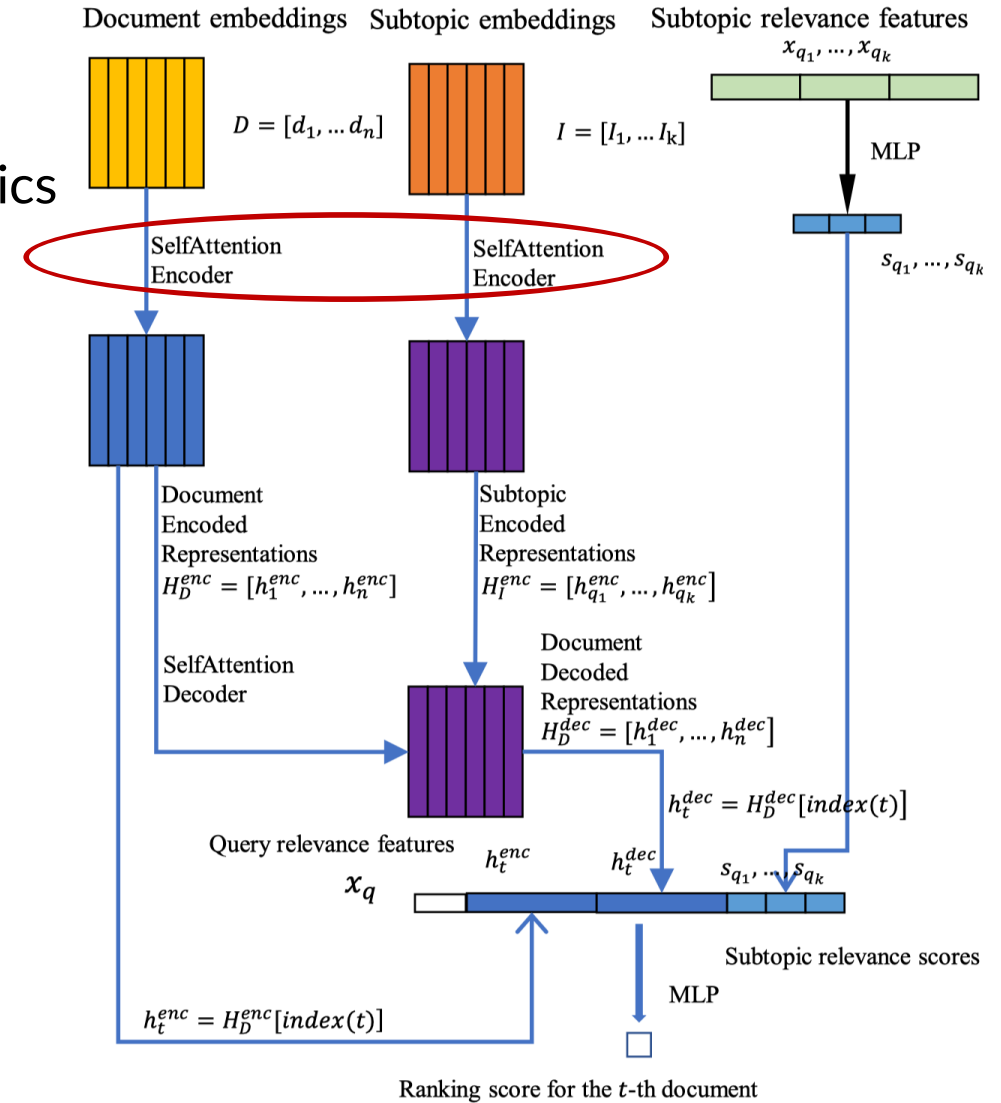 Document embeddings
Subtopic embeddings
Subtopic relevance features
x_{q_1}, ..., x_{q_k}
D = [d_1, ... d_n]
I = [I_1, ... I_k]
MLP
ics
SelfAttention
Encoder
SelfAttention
Encoder
s_{q_1}, ..., s_{q_k}
Document
Encoded
Representations
H_D^{enc} = [h_1^{enc}, ..., h_n^{enc}]
Subtopic
Encoded
Representations
H_I^{enc} = [h_{q_1}^{enc}, ..., h_{q_k}^{enc}]
SelfAttention
Decoder
Document
Decoded
Representations
H_D^{dec} = [h_1^{dec}, ..., h_n^{dec}]
h_t^{dec} = H_D^{dec}[index(t)]
Query relevance features
x_q
h_t^{enc}
h_t^{dec}
s_{q_1}, ..., s_{q_k}
Subtopic relevance scores
MLP
h_t^{enc} = H_D^{enc}[index(t)]
Ranking score for the t-th document